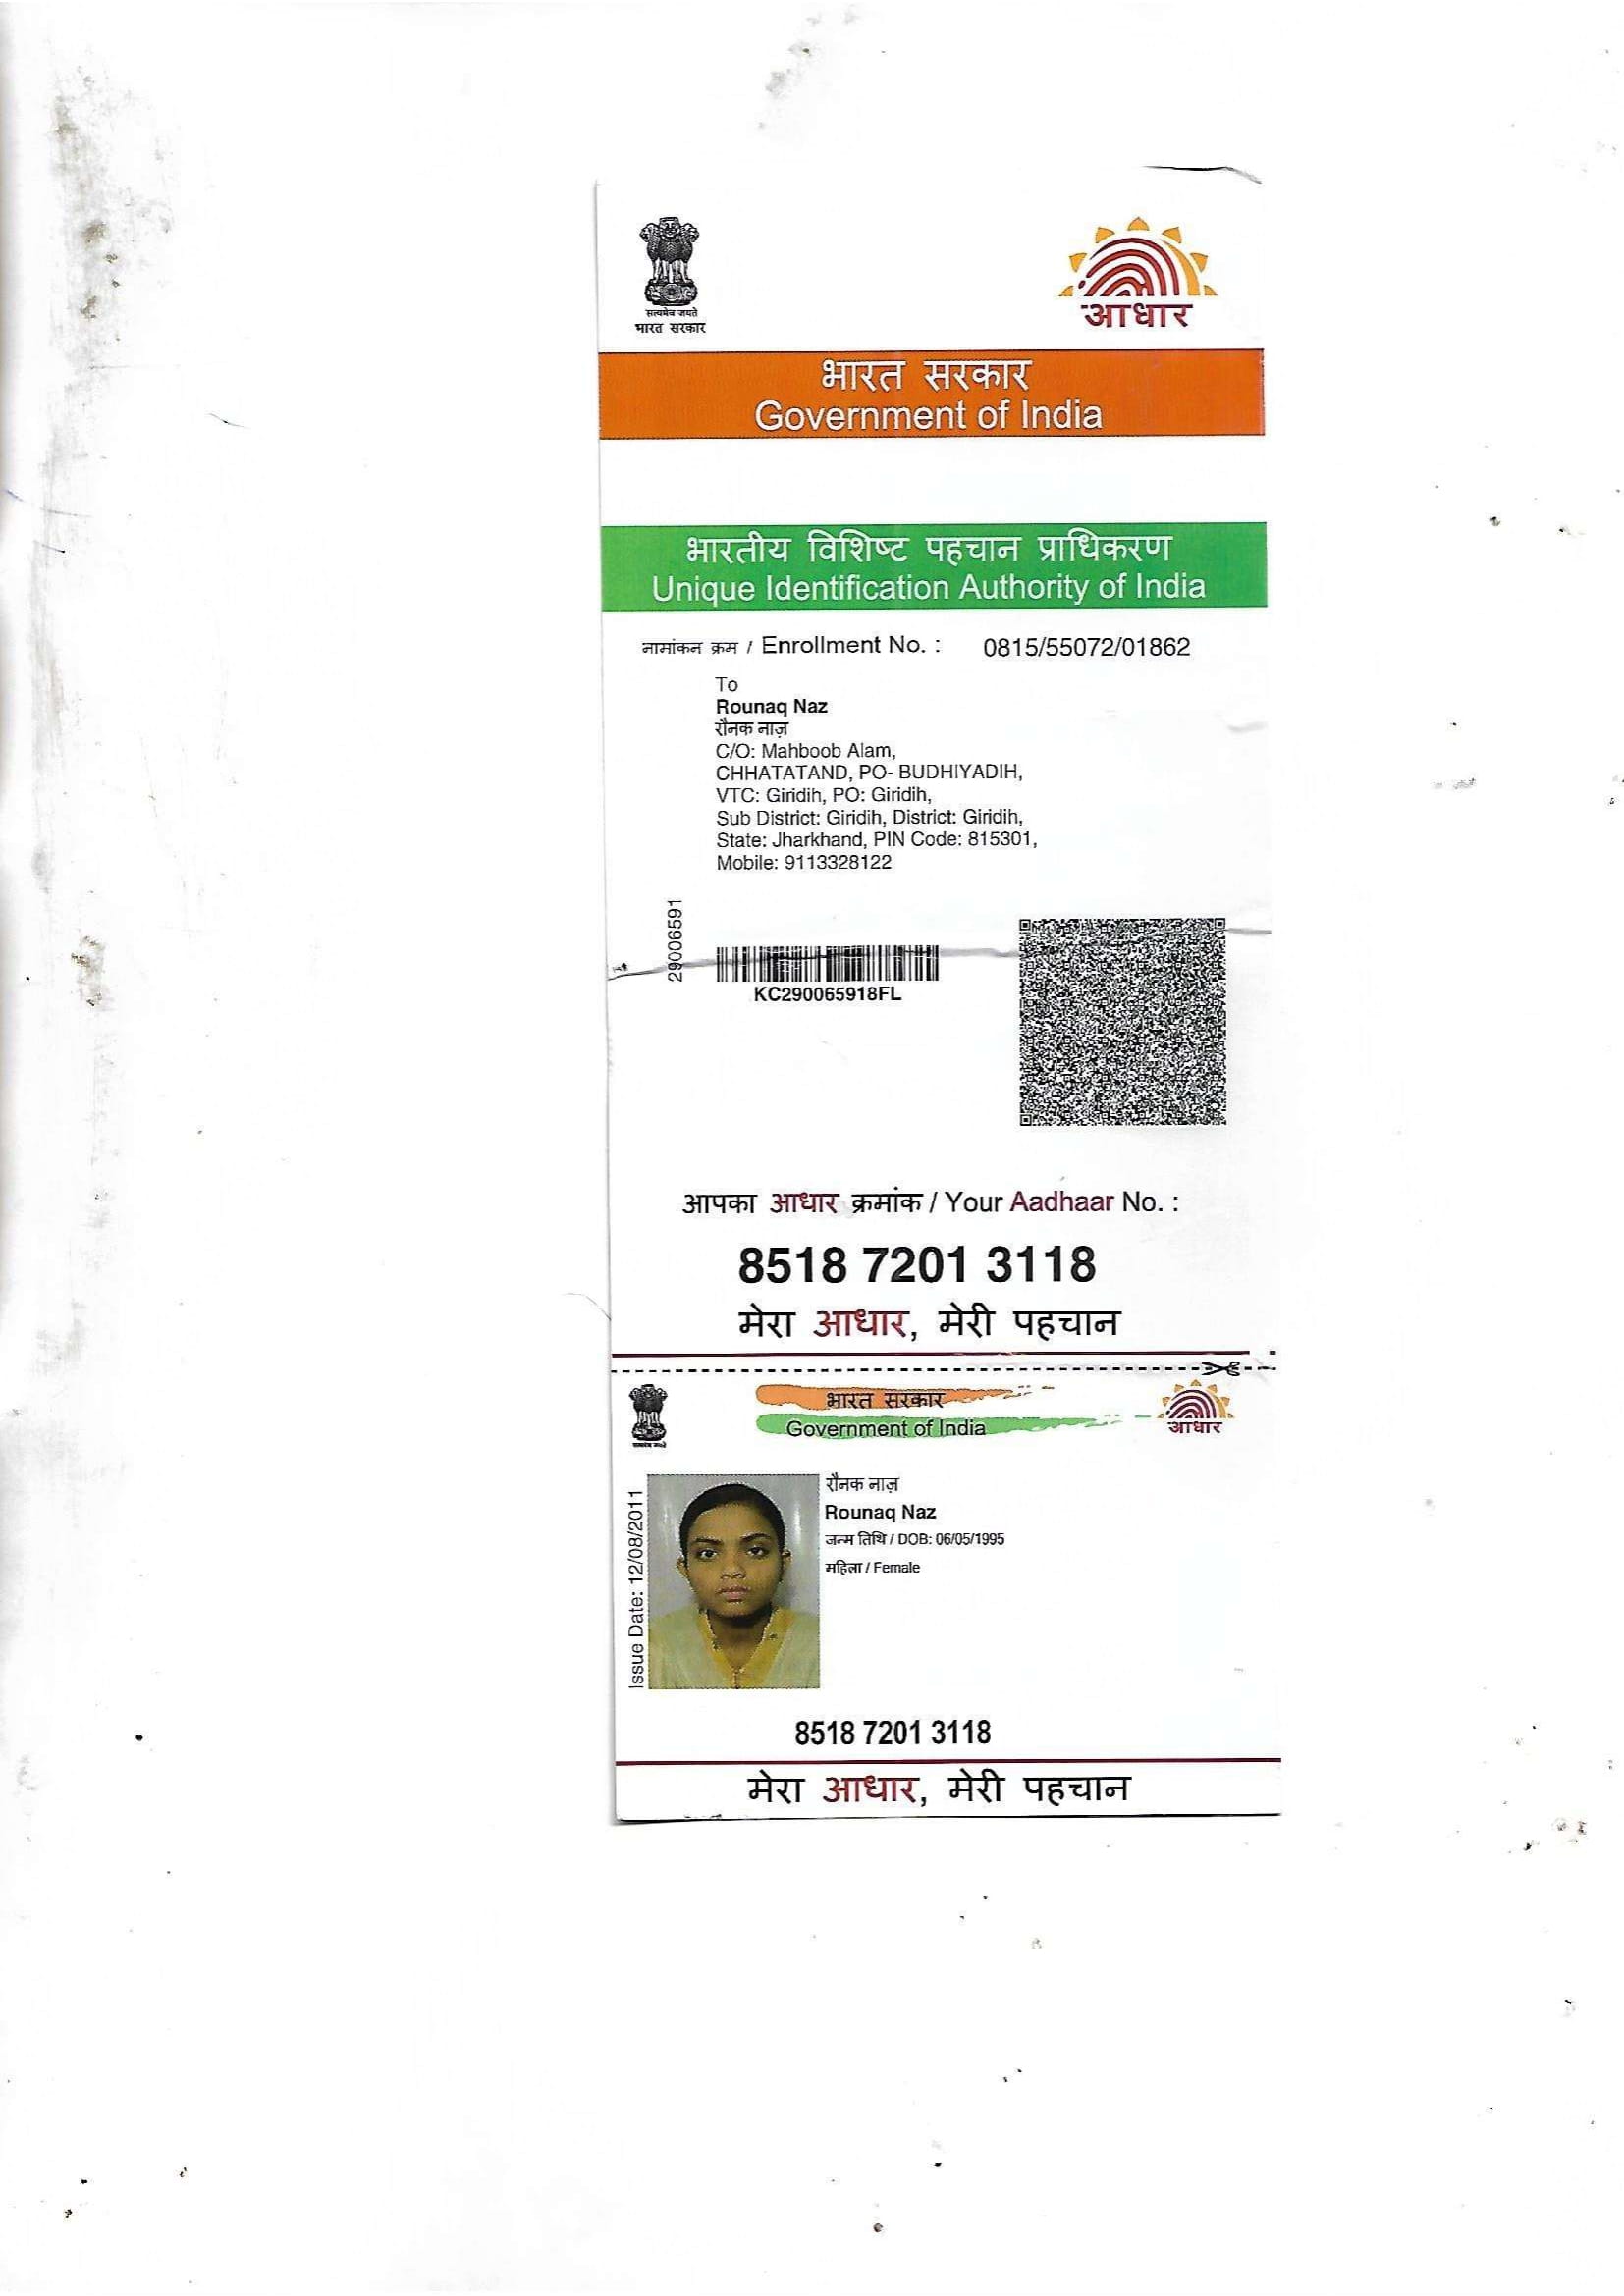 सत्यमेव जयते
भारत सरकार
आधार
भारत सरकार
Government of India
भारतीय विशिष्ट पहचान प्राधिकरण
Unique Identification Authority of India
नामांकन क्रम / Enrollment No. : 0815/55072/01862
To
Rounaq Naz
रौनक नाज़
C/O: Mahboob Alam,
CHHATATAND, PO- BUDHIYADIH,
VTC: Giridih, PO: Giridih,
Sub District: Giridih, District: Giridih,
State: Jharkhand, PIN Code: 815301,
Mobile: 9113328122
29006591
KC290065918FL
आपका आधार क्रमांक / Your Aadhaar No. :
8518 7201 3118
मेरा आधार, मेरी पहचान
भारत सरकार
Government of India
आधार
Issue Date: 12/08/2011
रौनक नाज़
Rounaq Naz
जन्म तिथि / DOB: 06/05/1995
महिला / Female
8518 7201 3118
मेरा आधार, मेरी पहचान